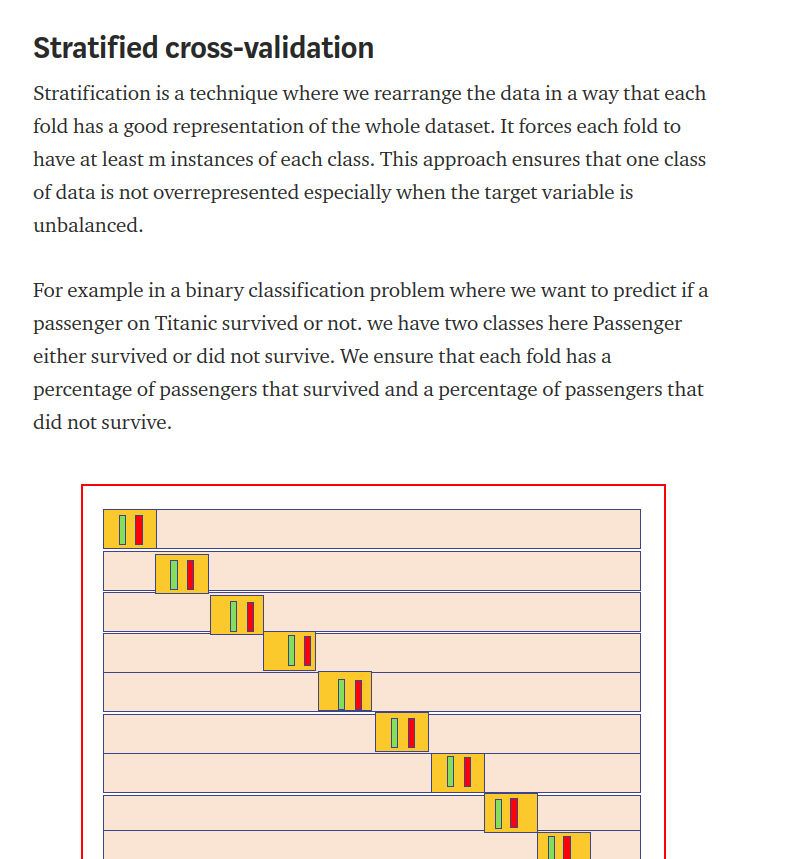 Stratified cross-validation
Stratification is a technique where we rearrange the data in a way that each
fold has a good representation of the whole dataset. It forces each fold to
have at least m instances of each class. This approach ensures that one class
of data is not overrepresented especially when the target variable is
unbalanced.
For example in a binary classification problem where we want to predict if a
passenger on Titanic survived or not. we have two classes here Passenger
either survived or did not survive. We ensure that each fold has a
percentage of passengers that survived and a percentage of passengers that
did not survive.